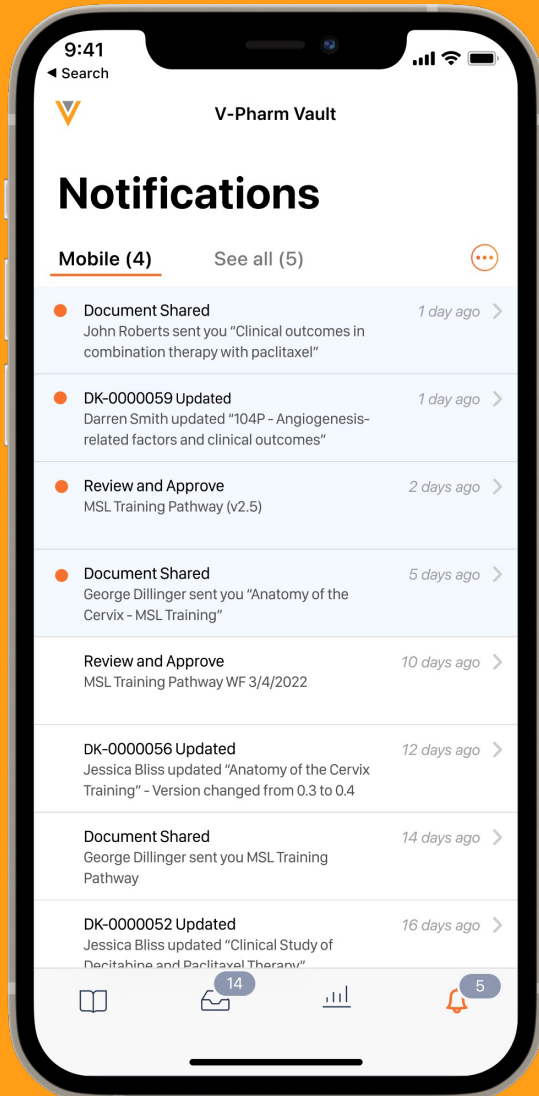 9:41
◀ Search
V-Pharm Vault
Notifications
Mobile (4)
See all (5)
Document Shared
1 day ago
John Roberts sent you “Clinical outcomes in
combination therapy with paclitaxel”
DK-0000059 Updated
1 day ago
Darren Smith updated “104P - Angiogenesis-
related factors and clinical outcomes”
Review and Approve
2 days ago
MSL Training Pathway (v2.5)
Document Shared
5 days ago
George Dillinger sent you “Anatomy of the
Cervix - MSL Training”
Review and Approve
10 days ago
MSL Training Pathway WF 3/4/2022
DK-0000056 Updated
12 days ago
Jessica Bliss updated “Anatomy of the Cervix
Training” - Version changed from 0.3 to 0.4
Document Shared
14 days ago
George Dillinger sent you MSL Training
Pathway
DK-0000052 Updated
16 days ago
Jessica Bliss updated “Clinical Study of
Decitabine and Paclitaxel Therapy”
14
5